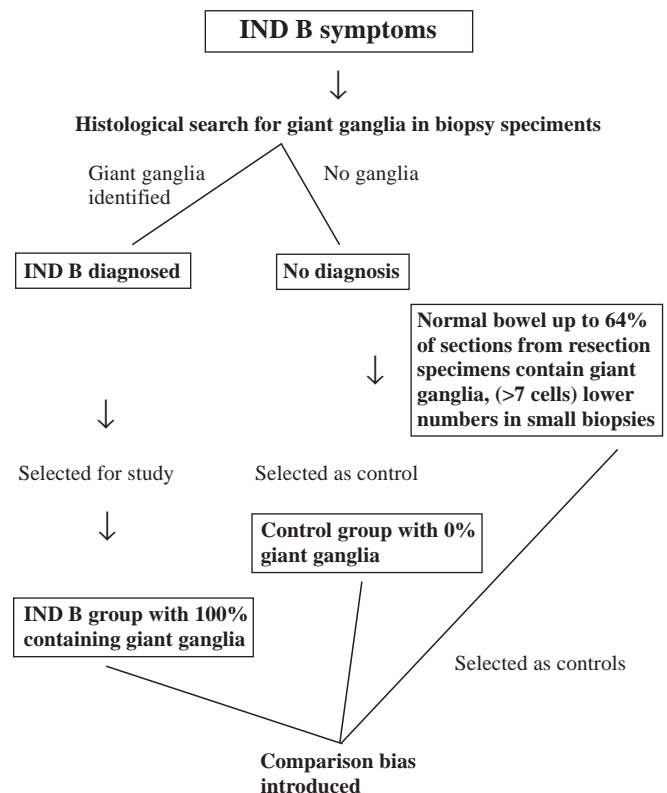 IND B symptoms
Histological search for giant ganglia in biopsy speciments
Giant ganglia
identified
No ganglia
IND B diagnosed
No diagnosis
Normal bowel up to 64%
of sections from resection
specimens contain giant
ganglia, (>7 cells) lower
numbers in small biopsies
Selected for study
Selected as control
Control group with 0%
giant ganglia
IND B group with 100%
containing giant ganglia
Selected as controls
Comparison bias
introduced